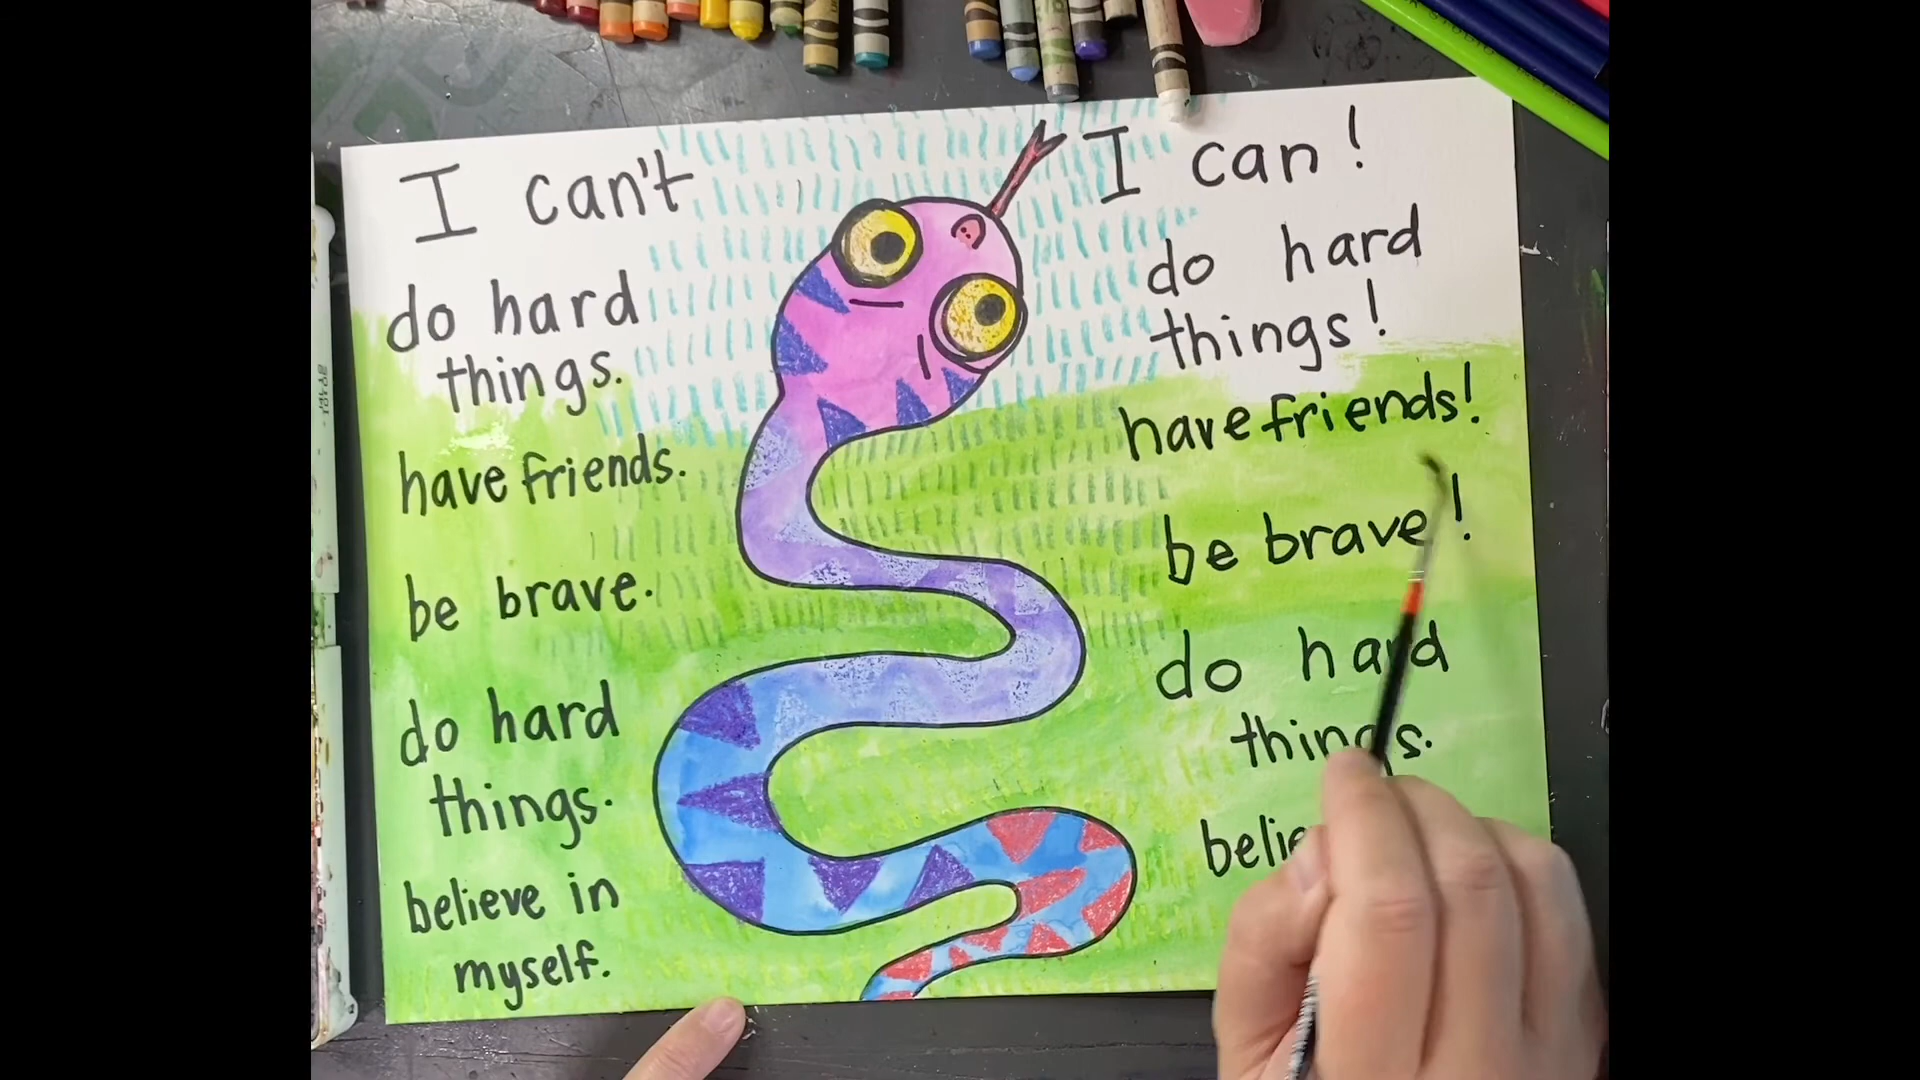 I can't
do hard
things.
have friends.
be brave.
do hard
things.
believe in
myself.
I can!
do hard
things!
have friends!
be brave!
do hard
things.